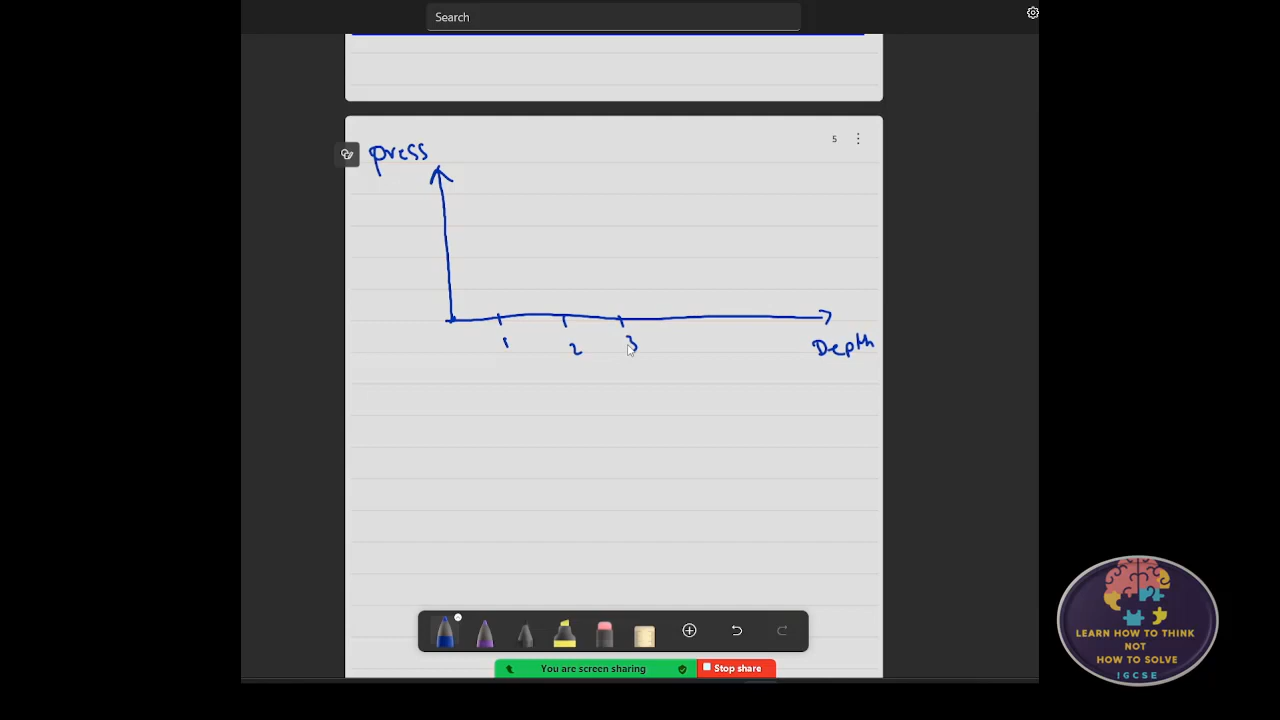 Search
5
press
1 2 3
Depth
You are screen sharing
Stop share
LEARN HOW TO THINK
NOT
HOW TO SOLVE
!GCSE